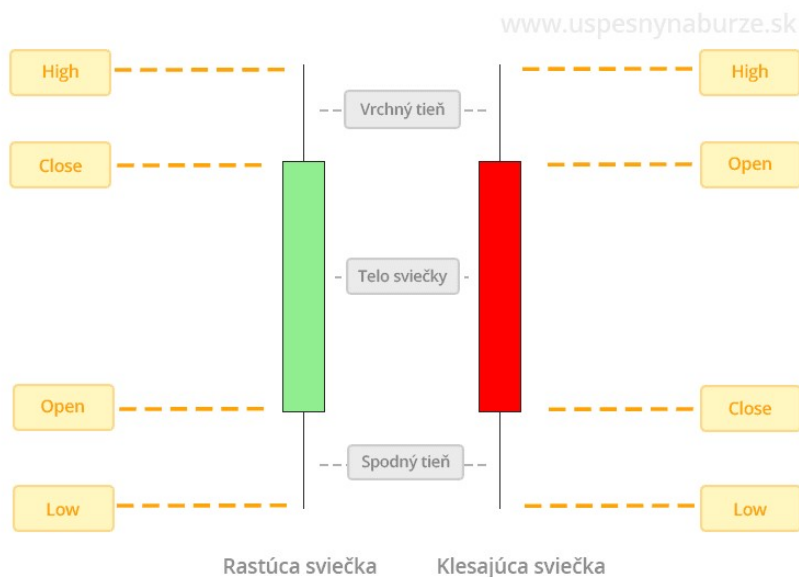 www.uspesnynaburze.sk
High
High
Vrchný tieň
Close
Open
Telo sviečky
Open
Close
Spodný tieň
Low
Low
Rastúca sviečka
Klesajúca sviečka